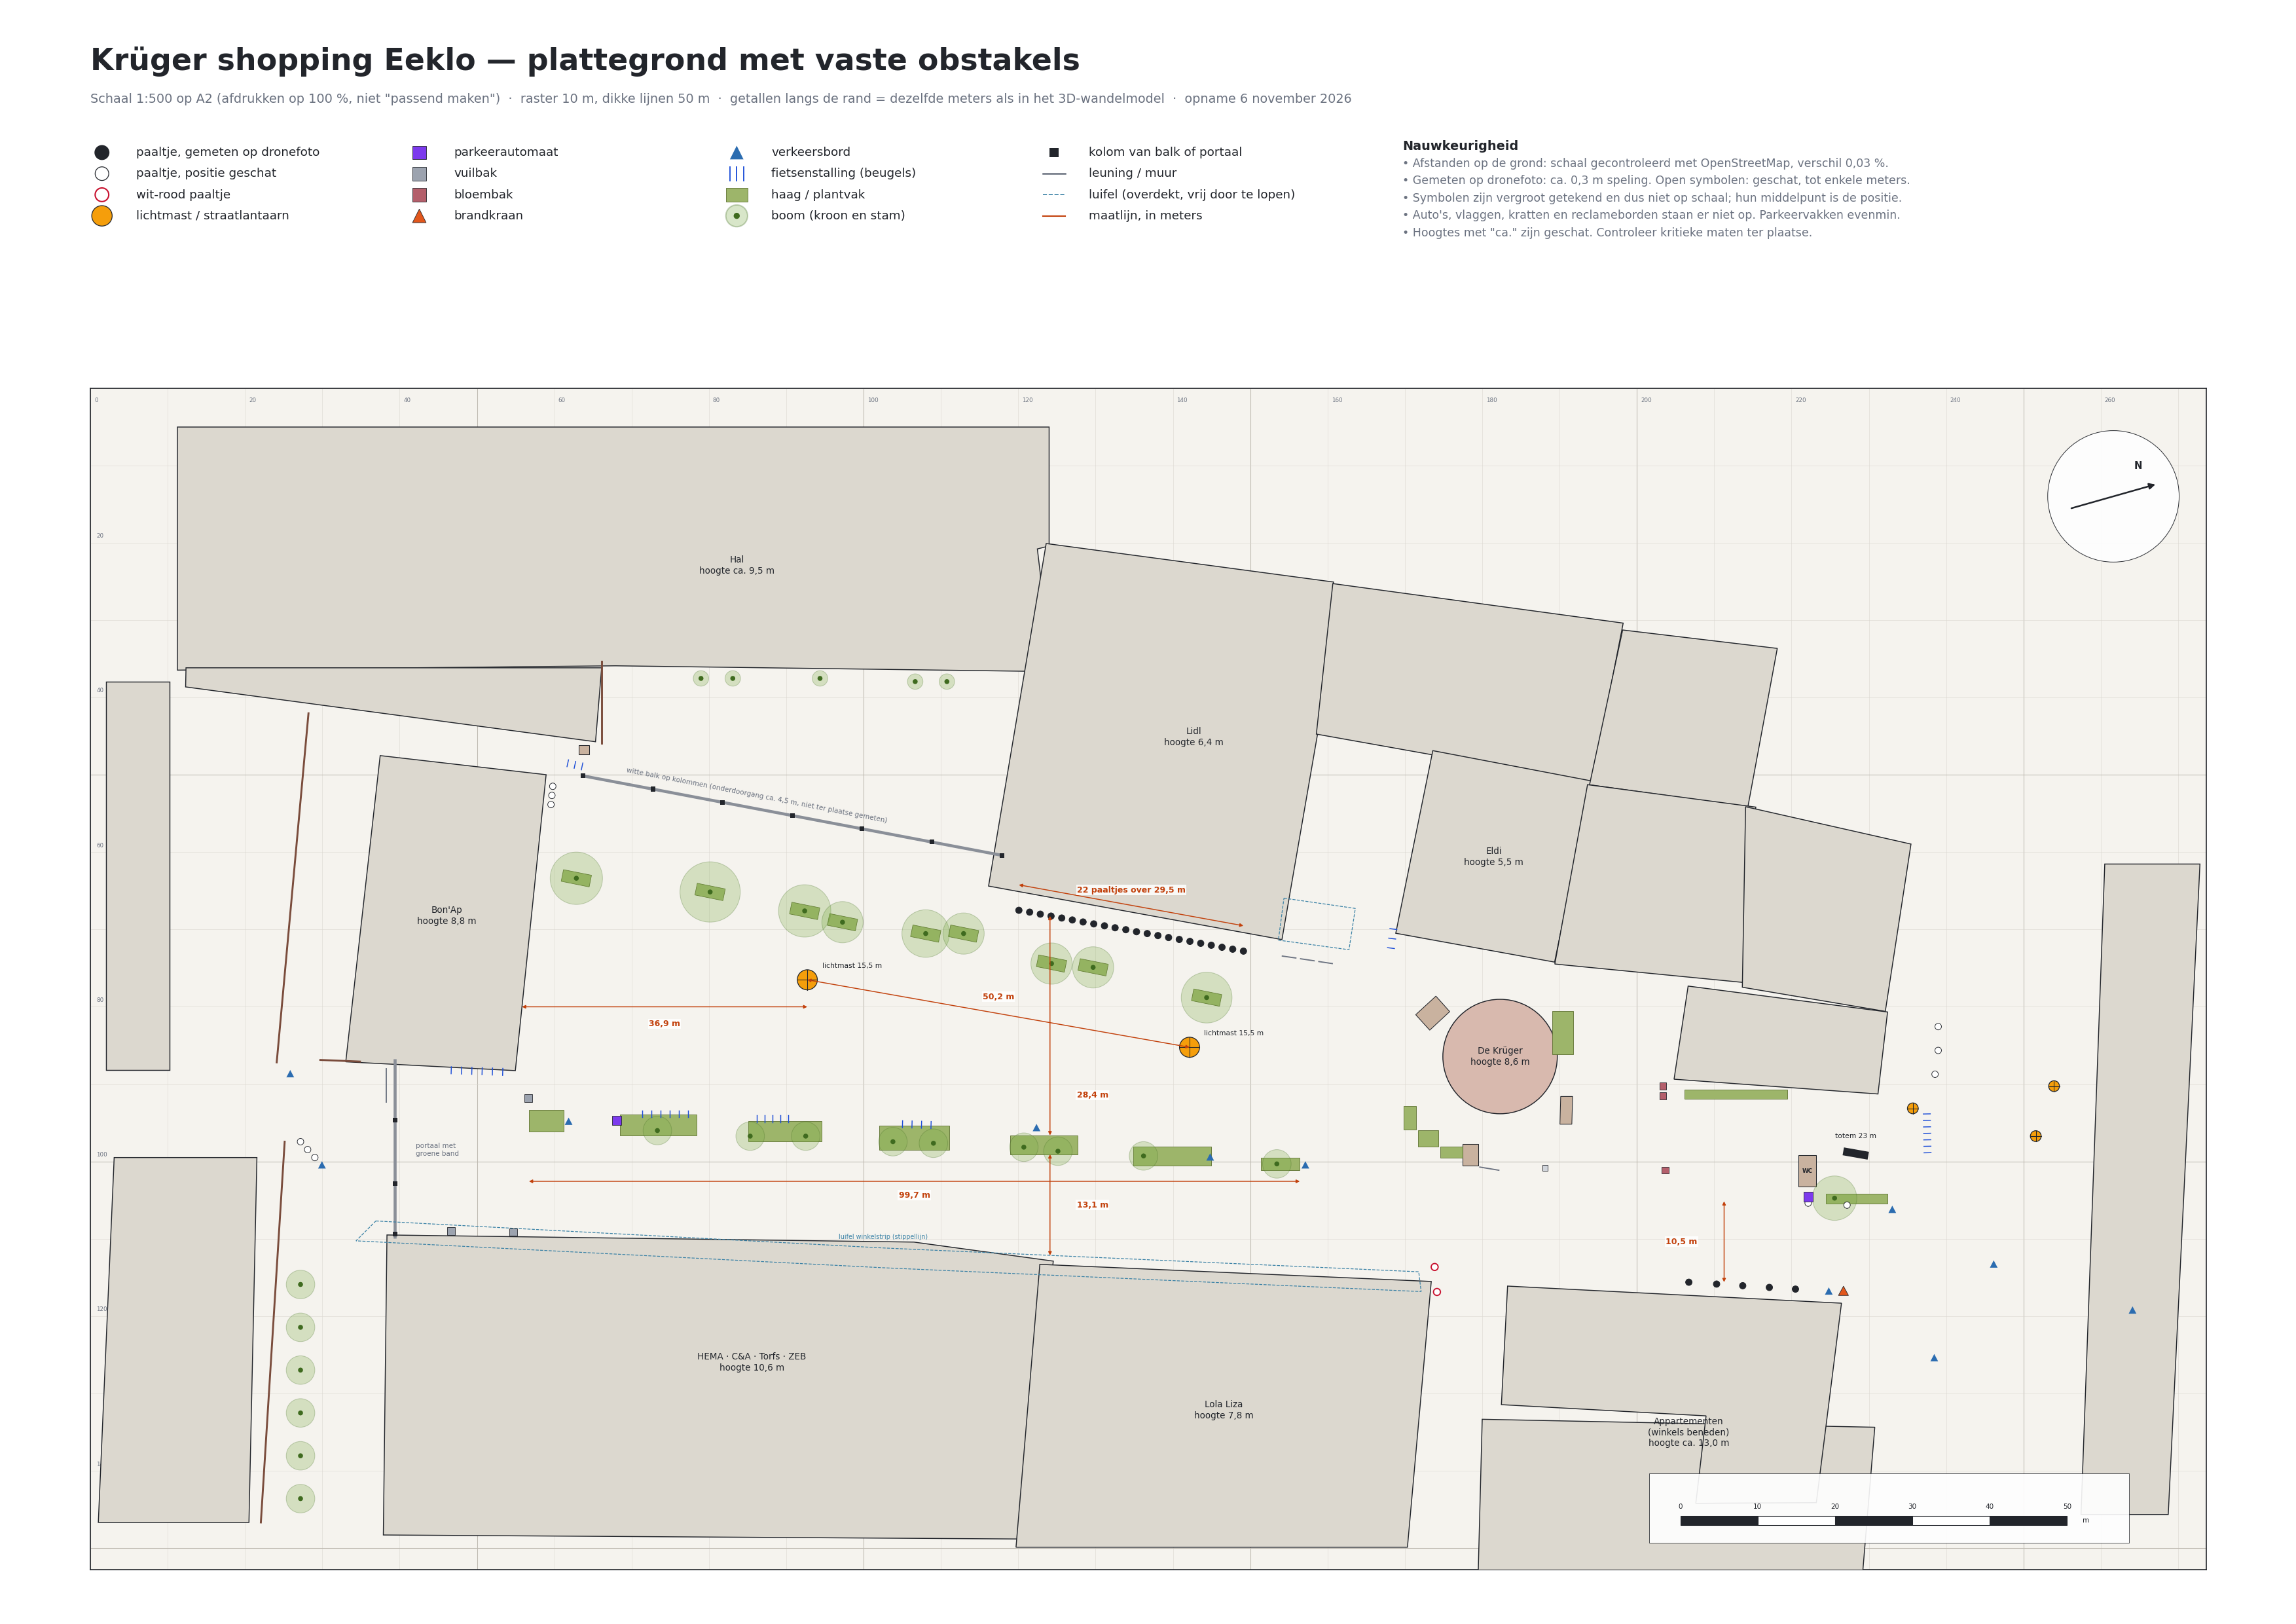 Krüger shopping Eeklo — plattegrond met vaste obstakels
Schaal 1:500 op A2 (afdrukken op 100 %, niet "passend maken") · raster 10 m, dikke lijnen 50 m · getallen langs de rand = dezelfde meters als in het 3D-wandelmodel · opname 6 november 2026
paaltje, gemeten op dronefoto
paaltje, positie geschat
wit-rood paaltje
lichtmast / straatlantaarn
parkeerautomaat
vuilbak
bloembak
brandkraan
verkeersbord
fietsenstalling (beugels)
haag / plantvak
boom (kroon en stam)
kolom van balk of portaal
leuning / muur
luifel (overdekt, vrij door te lopen)
maatlijn, in meters
Nauwkeurigheid
• Afstanden op de grond: schaal gecontroleerd met OpenStreetMap, verschil 0,03 %.
• Gemeten op dronefoto: ca. 0,3 m speling. Open symbolen: geschat, tot enkele meters.
• Symbolen zijn vergroot getekend en dus niet op schaal; hun middelpunt is de positie.
• Auto's, vlaggen, kratten en reclameborden staan er niet op. Parkeervakken evenmin.
• Hoogtes met "ca." zijn geschat. Controleer kritieke maten ter plaatse.
0 20 40 60 80 100 120 140 160 180 200 220 240 260
N
20
Hal
hoogte ca. 9,5 m
40
Lidl
hoogte 6,4 m
witte balk op kolommen (onderdoorgang ca. 4,5 m, niet ter plaatse gemeten)
60
Eldi
hoogte 5,5 m
22 paaltjes over 29,5 m
Bon'Ap
hoogte 8,8 m
lichtmast 15,5 m
50,2 m
80
36,9 m
lichtmast 15,5 m
De Krüger
hoogte 8,6 m
28,4 m
totem 23 m
portaal met
groene band
100
WC
99,7 m
13,1 m
luifel winkelstrip (stippellijn)
10,5 m
120
HEMA · C&A · Torfs · ZEB
hoogte 10,6 m
Lola Liza
hoogte 7,8 m
Appartementen
(winkels beneden)
hoogte ca. 13,0 m
0 10 20 30 40 50
m